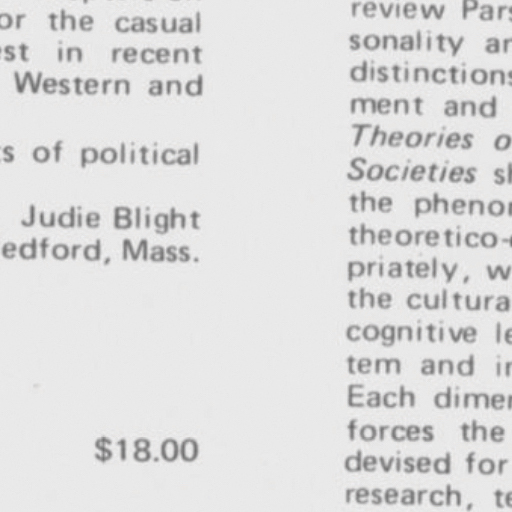 or the casual
est in recent
Western and
s of political
Judie Blight
edford, Mass.
$18.00
review Pars
sonality an
distinctions
ment and
Theories o
Societies sh
the phenor
theoretico-
priately, w
the cultura
cognitive le
tem and in
Each dimer
forces the
devised for
research, te